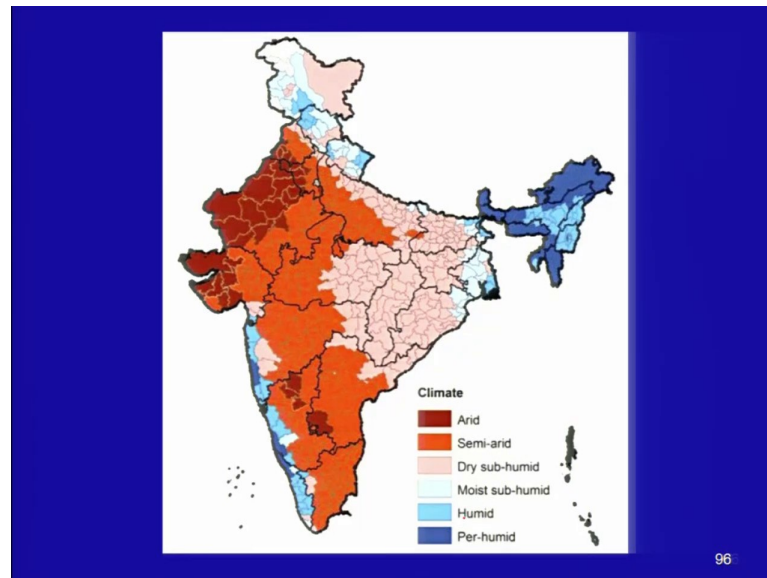 Climate
Arid
Semi-arid
Dry sub-humid
Moist sub-humid
Humid
Per-humid
96